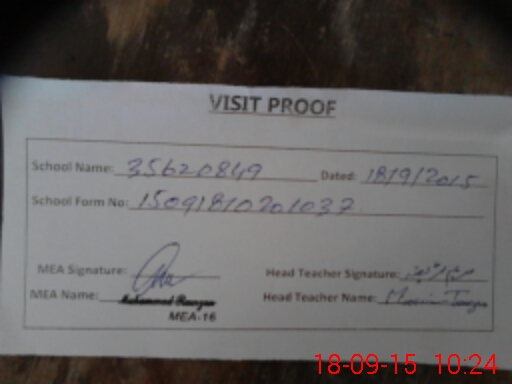 VISIT PROOF
School Name: 35620849 Dated: 18/9/2015
School Form No: 15091810201037
MEA Signature: Head Teacher Signature:
MEA Name: Muhammad Ramzan Head Teacher Name:
MEA-16
18-09-15 10:24